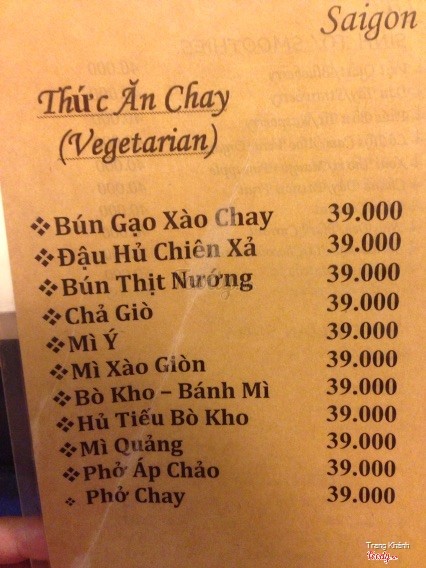 Saigon
Thức Ăn Chay
(Vegetarian)
Bún Gạo Xào Chay 39.000
Đậu Hủ Chiên Xả 39.000
Bún Thịt Nướng 39.000
Chả Giò 39.000
Mì Ý 39.000
Mì Xào Giòn 39.000
Bò Kho – Bánh Mì 39.000
Hủ Tiếu Bò Kho 39.000
Mì Quảng 39.000
Phở Áp Chảo 39.000
Phở Chay 39.000
Trang Khánh